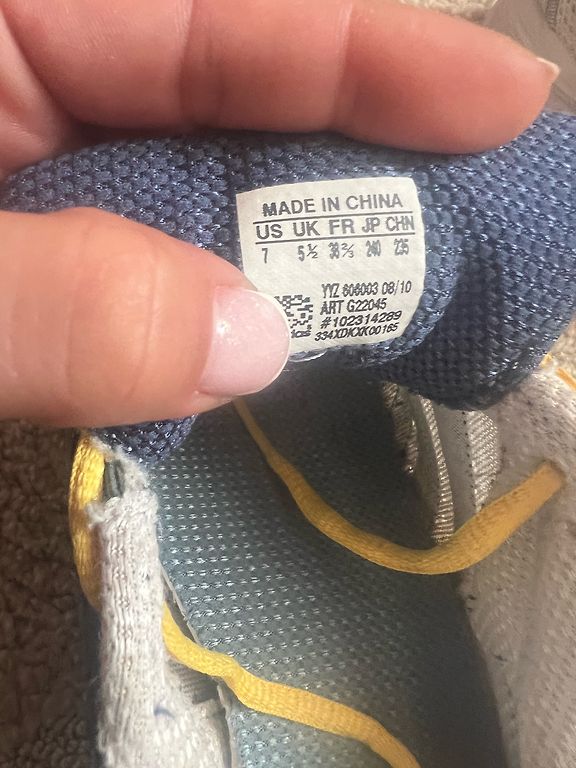 MADE IN CHINA
US UK FR JP CHN
7 5½ 38⅔ 240 235
YYZ 606003 08/10
ART G22045
#102314289
334XDKXK00165